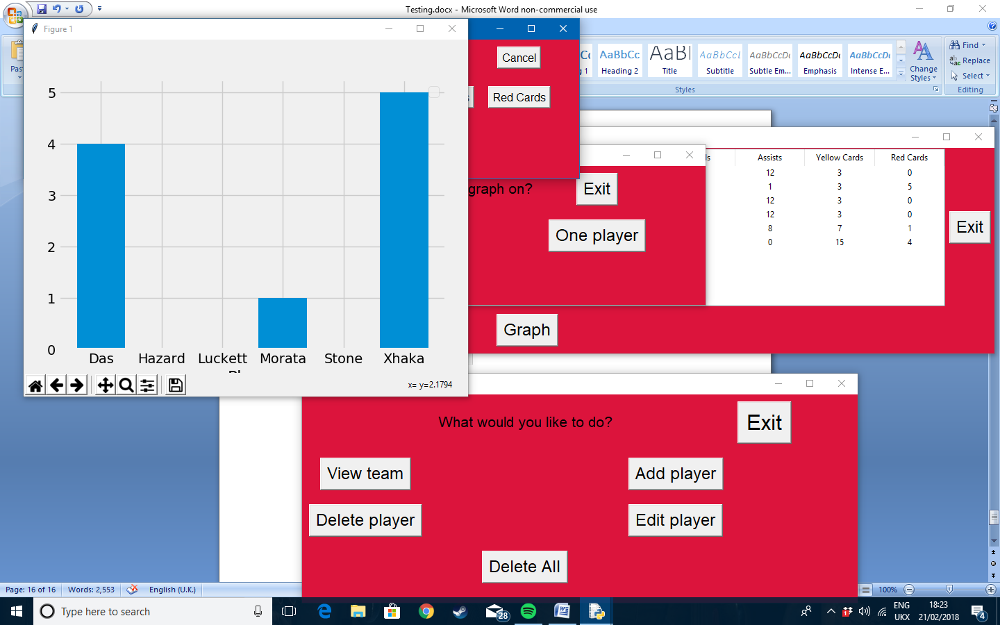 Testing.docx - Microsoft Word non-commercial use
Figure 1
Cancel
Red Cards
5
4
3
2
1
0
Das Hazard Luckett Morata Stone Xhaka
x= y=2.1794
AaBbCc AaBl AaBbCcL AaBbCcDc AaBbCcDc AaBbCcDc
Heading 2 Title Subtitle Subtle Em... Emphasis Intense E...
Change
Styles
Styles
Find
Replace
Select
Editing
graph on?
Exit
One player
Assists Yellow Cards Red Cards
12 3 0
1 3 5
12 3 0
12 3 0
8 7 1
0 15 4
Exit
Graph
What would you like to do?
Exit
View team
Add player
Delete player
Edit player
Delete All
Page: 16 of 16 Words: 2,553 English (U.K.)
100%
Type here to search
28
ENG
UKX
18:23
21/02/2018
4